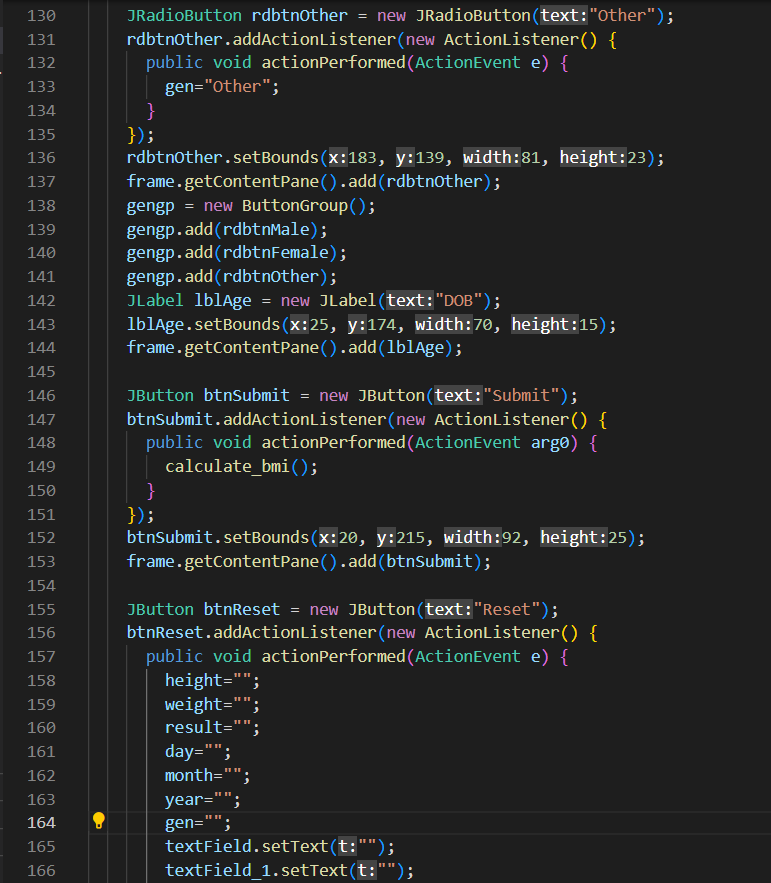 130 JRadioButton rdbtnOther = new JRadioButton(text:"Other");
131 rdbtnOther.addActionListener(new ActionListener() {
132 public void actionPerformed(ActionEvent e) {
133 gen="Other";
134 }
135 });
136 rdbtnOther.setBounds(x:183, y:139, width:81, height:23);
137 frame.getContentPane().add(rdbtnOther);
138 gengp = new ButtonGroup();
139 gengp.add(rdbtnMale);
140 gengp.add(rdbtnFemale);
141 gengp.add(rdbtnOther);
142 JLabel lblAge = new JLabel(text:"DOB");
143 lblAge.setBounds(x:25, y:174, width:70, height:15);
144 frame.getContentPane().add(lblAge);
145
146 JButton btnSubmit = new JButton(text:"Submit");
147 btnSubmit.addActionListener(new ActionListener() {
148 public void actionPerformed(ActionEvent arg0) {
149 calculate_bmi();
150 }
151 });
152 btnSubmit.setBounds(x:20, y:215, width:92, height:25);
153 frame.getContentPane().add(btnSubmit);
154
155 JButton btnReset = new JButton(text:"Reset");
156 btnReset.addActionListener(new ActionListener() {
157 public void actionPerformed(ActionEvent e) {
158 height="";
159 weight="";
160 result="";
161 day="";
162 month="";
163 year="";
164 gen="";
165 textField.setText(t:"");
166 textField_1.setText(t:"");